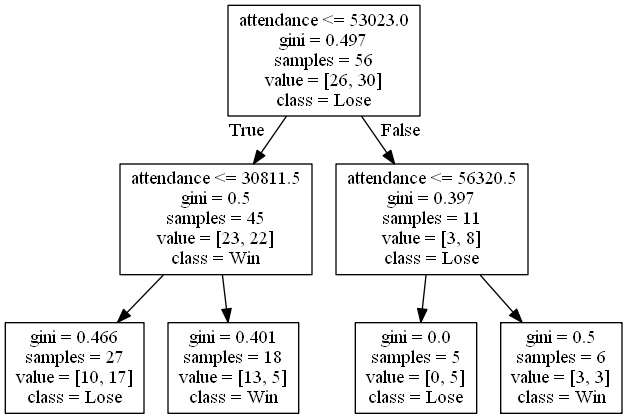 attendance <= 53023.0
gini = 0.497
samples = 56
value = [26, 30]
class = Lose
True
False
attendance <= 30811.5
gini = 0.5
samples = 45
value = [23, 22]
class = Win
attendance <= 56320.5
gini = 0.397
samples = 11
value = [3, 8]
class = Lose
gini = 0.466
samples = 27
value = [10, 17]
class = Lose
gini = 0.401
samples = 18
value = [13, 5]
class = Win
gini = 0.0
samples = 5
value = [0, 5]
class = Lose
gini = 0.5
samples = 6
value = [3, 3]
class = Win